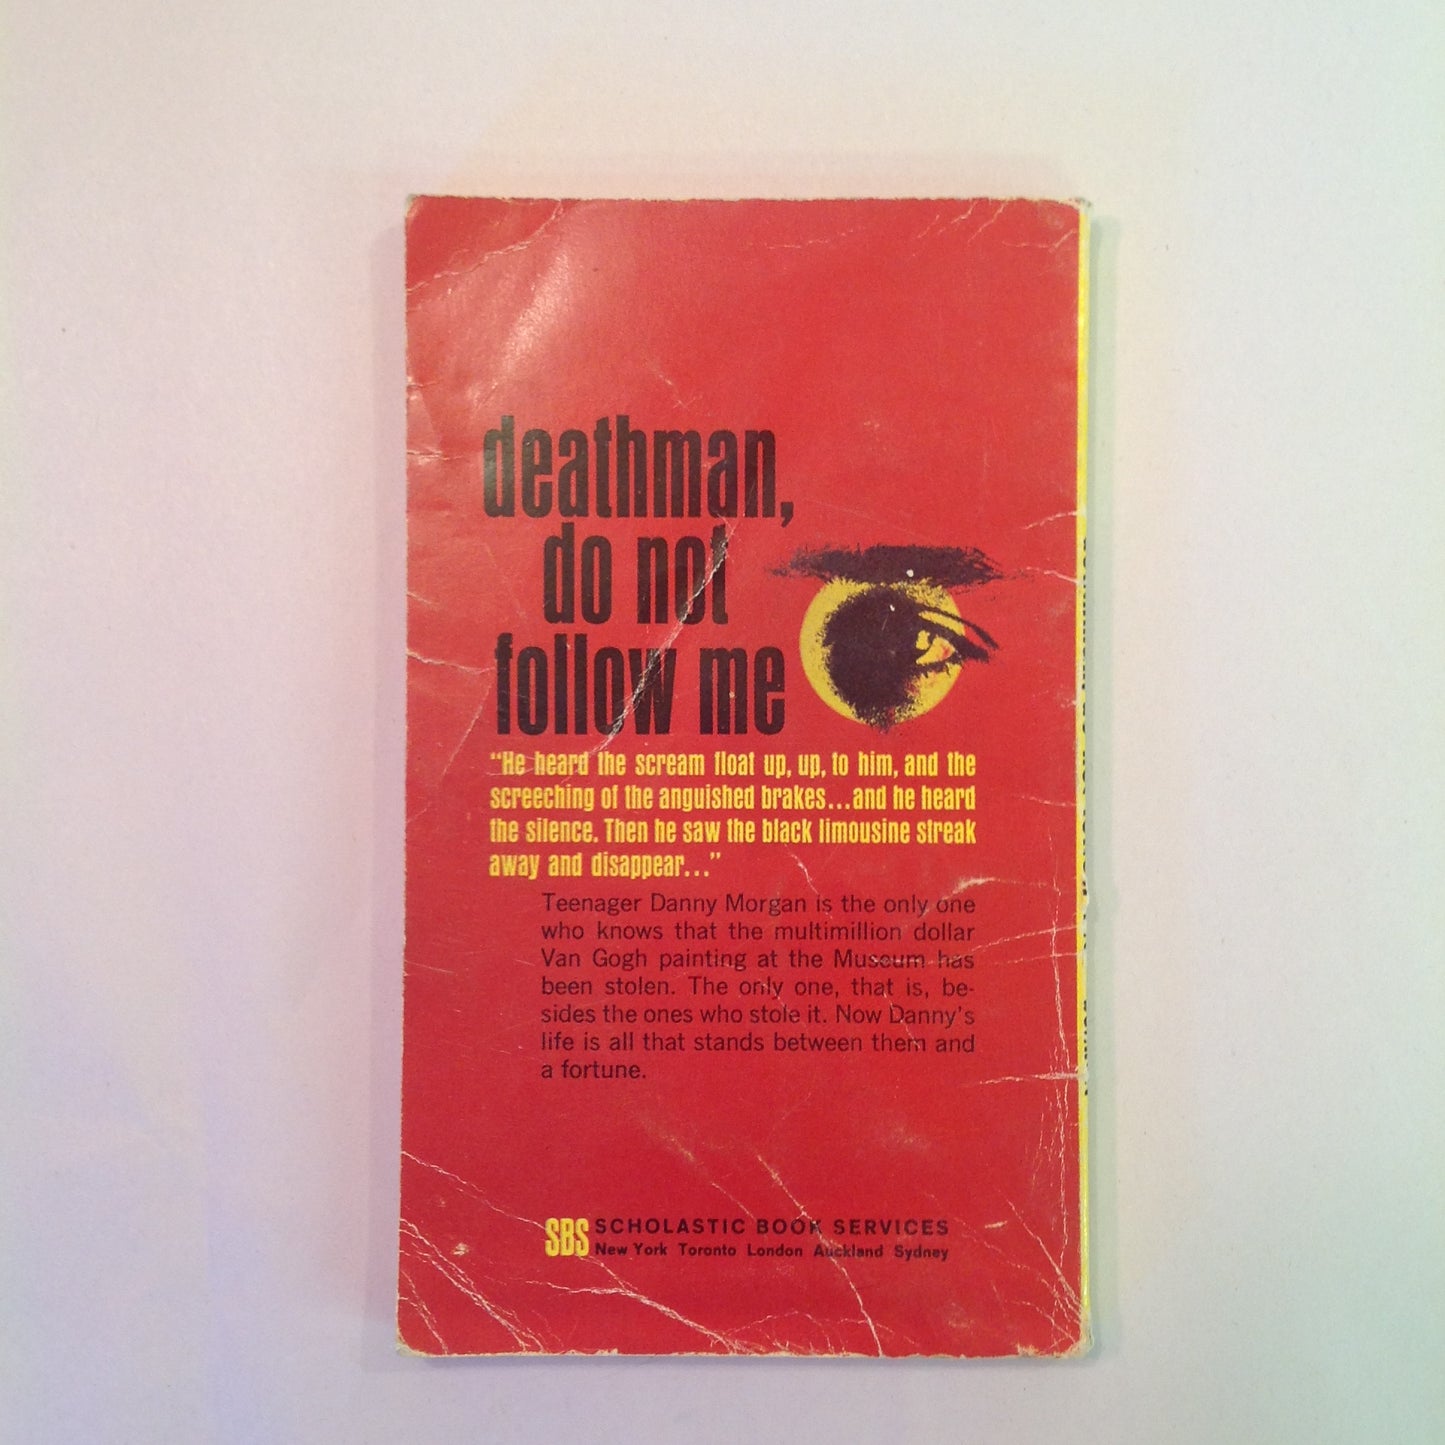 deathman,
do not
follow me
“He heard the scream float up, up, to him, and the
screeching of the anguished brakes...and he heard
the silence. Then he saw the black limousine streak
away and disappear...”
Teenager Danny Morgan is the only one
who knows that the multimillion dollar
Van Gogh painting at the Museum has
been stolen. The only one, that is, be-
sides the ones who stole it. Now Danny's
life is all that stands between them and
a fortune.
SBS SCHOLASTIC BOOK SERVICES
New York Toronto London Auckland Sydney